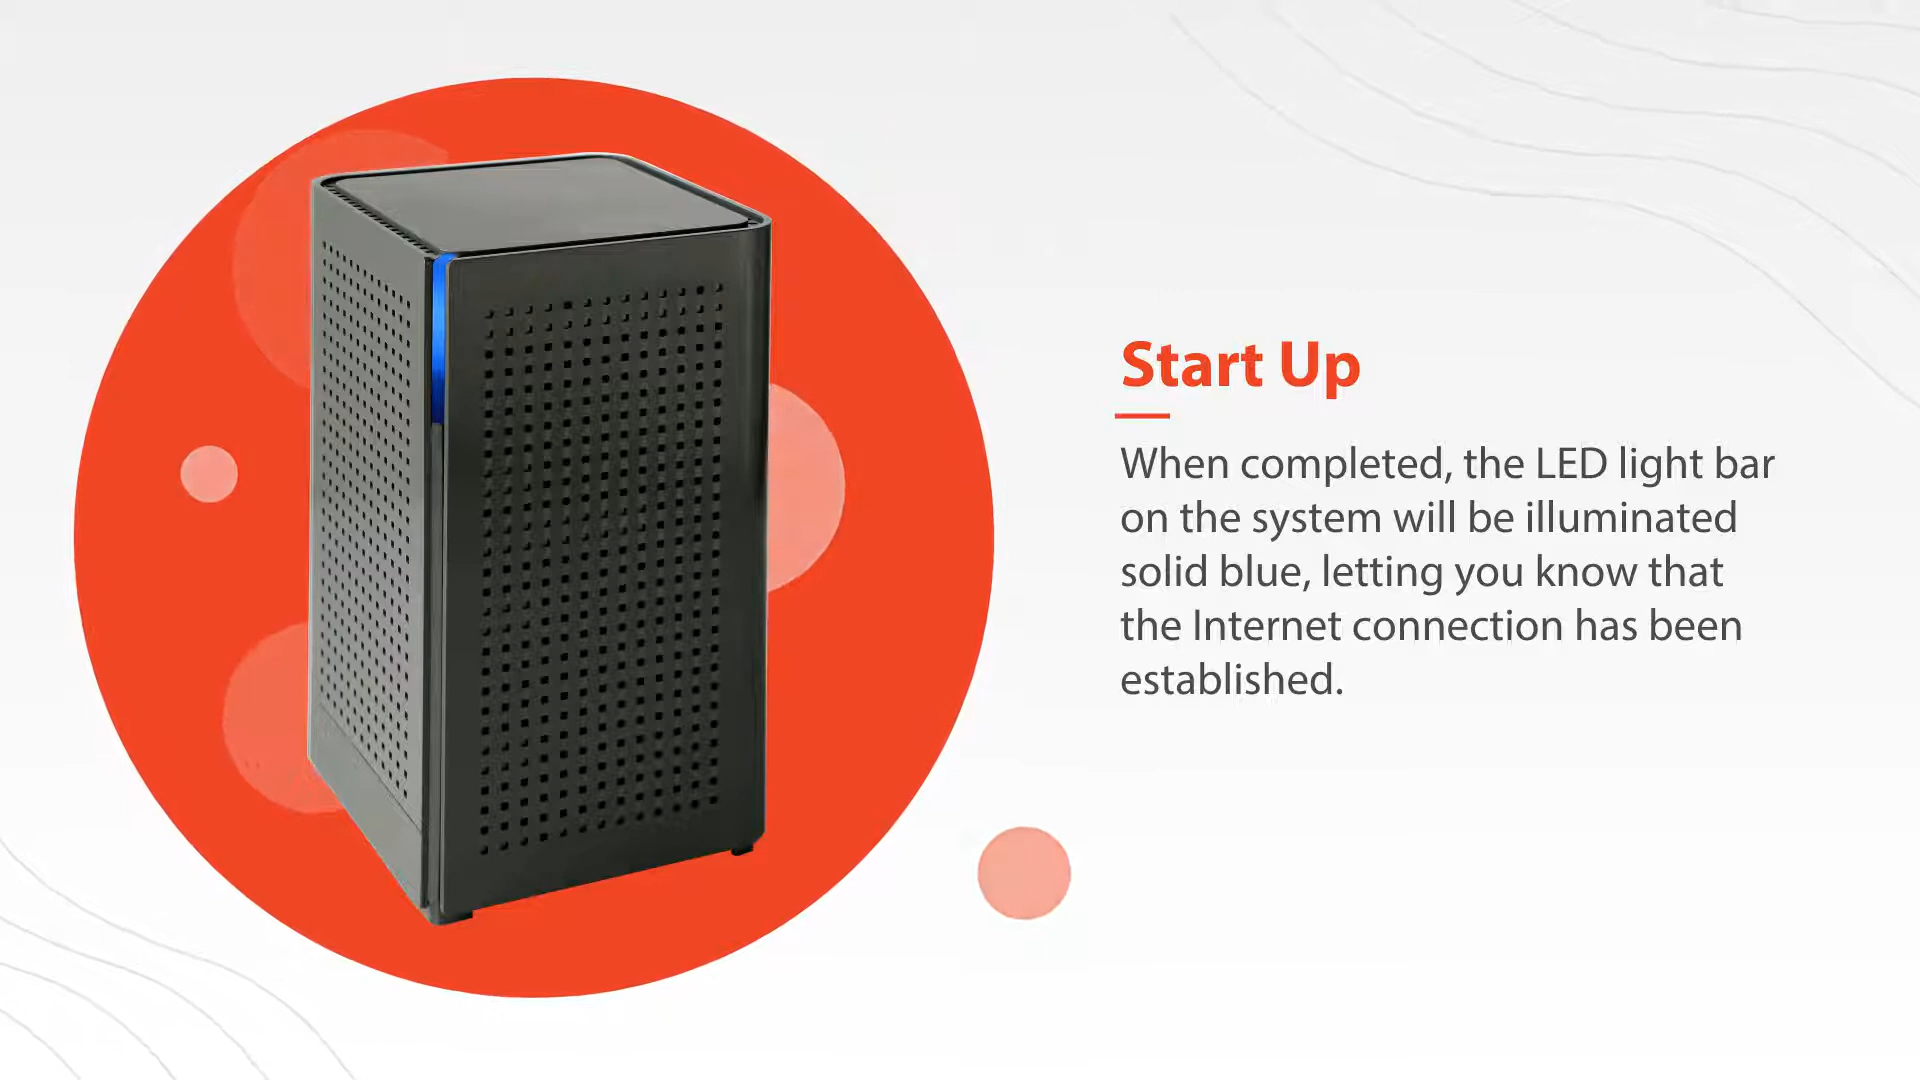 Start Up
When completed, the LED light bar
on the system will be illuminated
solid blue, letting you know that
the Internet connection has been
established.